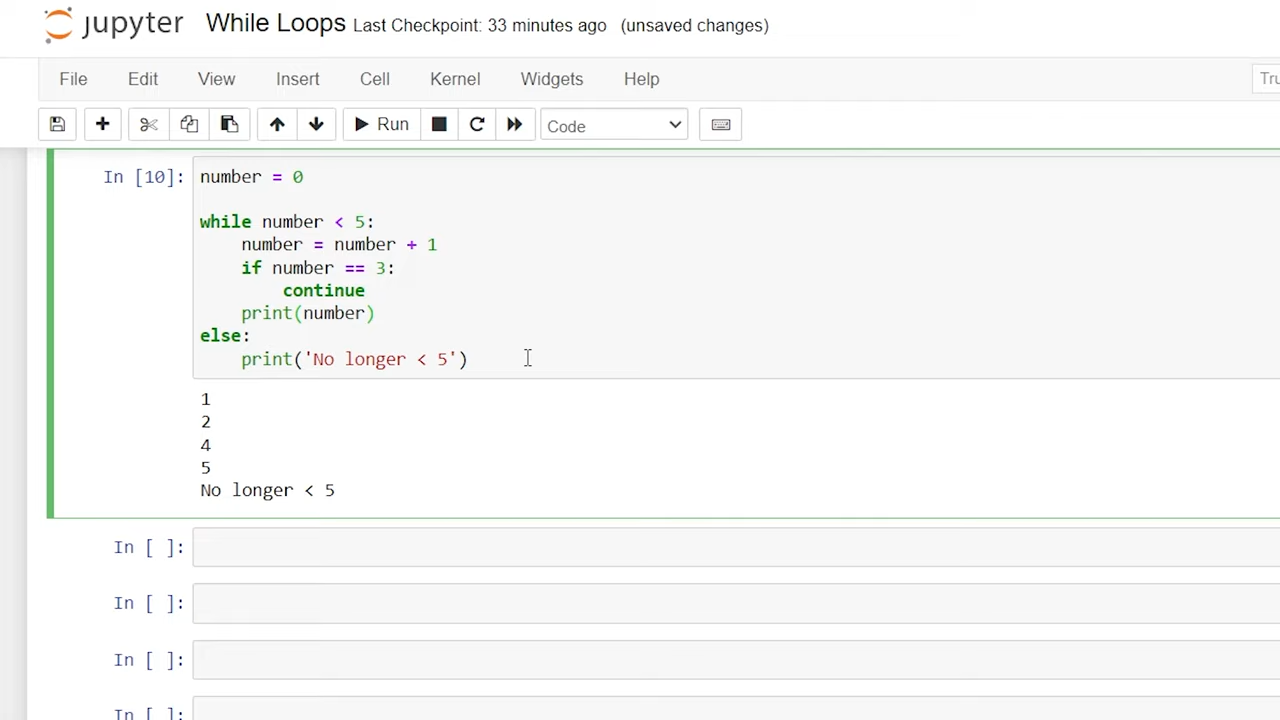 jupyter While Loops Last Checkpoint: 33 minutes ago (unsaved changes)
File Edit View Insert Cell Kernel Widgets Help Tru
Run Code
In [10]: number = 0
while number < 5:
    number = number + 1
    if number == 3:
        continue
    print(number)
else:
    print('No longer < 5')
1
2
4
5
No longer < 5
In [ ]:
In [ ]:
In [ ]:
In [ ]: